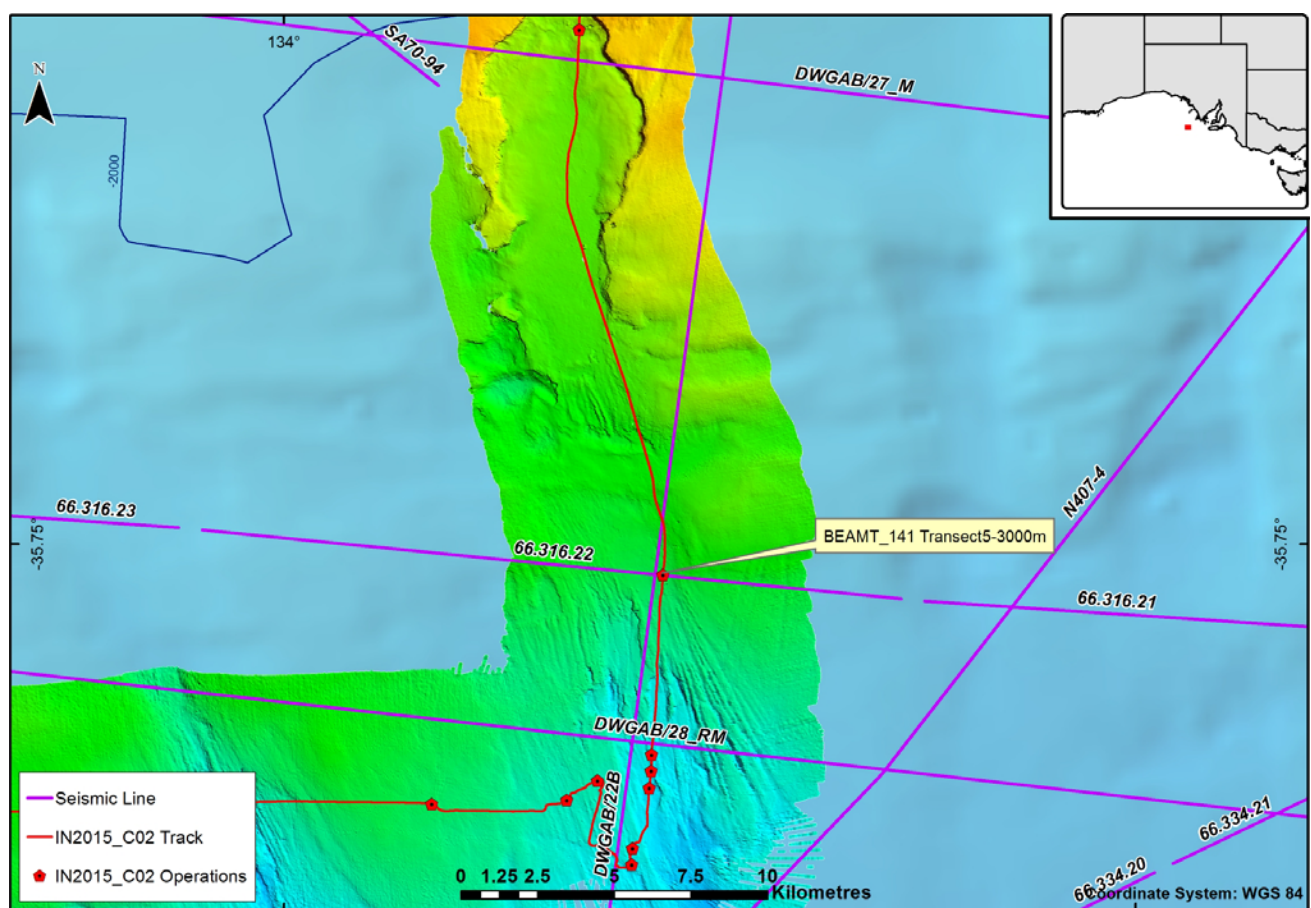 134°
SA70-94
DWGAB/27_M
N
-2000
66.316.23
-35.75°
66.316.22
BEAMT_141 Transect5-3000m
N407-4
-35.75°
66.316.21
DWGAB/28_RM
DWGAB/22B
Seismic Line
IN2015_C02 Track
IN2015_C02 Operations
0 1.25 2.5 5 7.5 10
Kilometres
66.334.21
66.334.20
Coordinate System: WGS 84